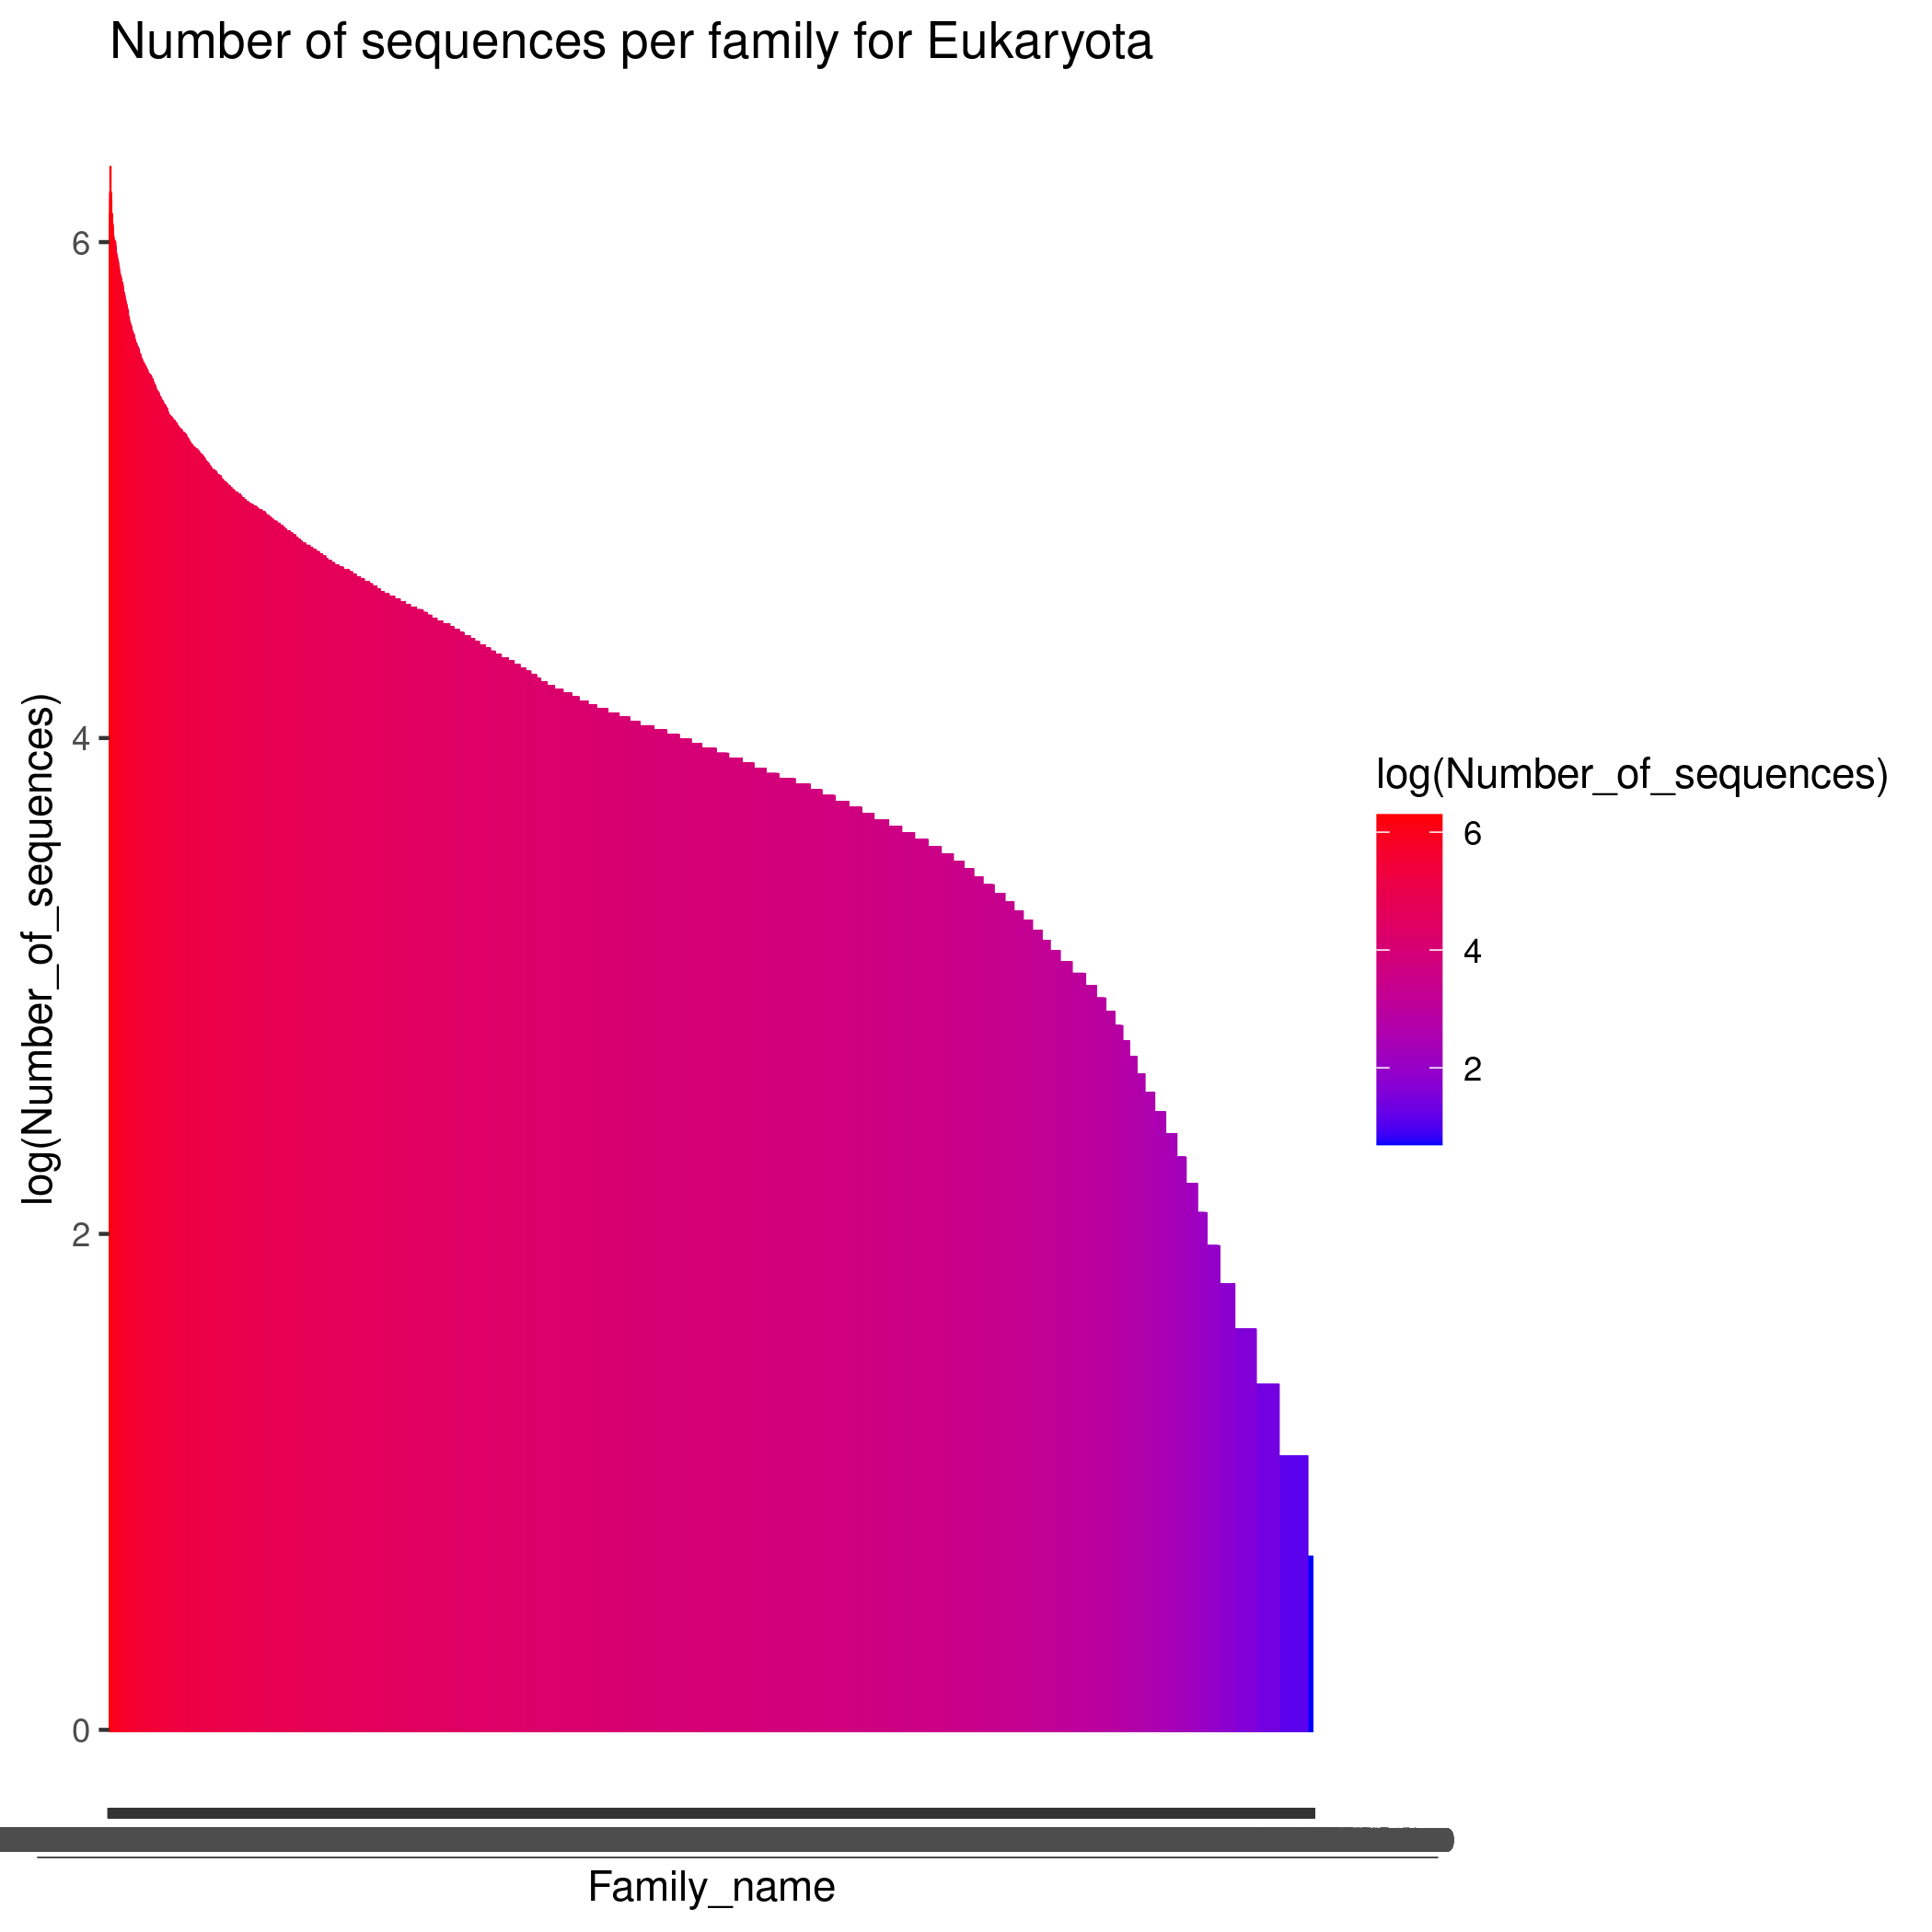 Number of sequences per family for Eukaryota
6
4
2
0
log(Number_of_sequences)
log(Number_of_sequences)
6
4
2
Family_name